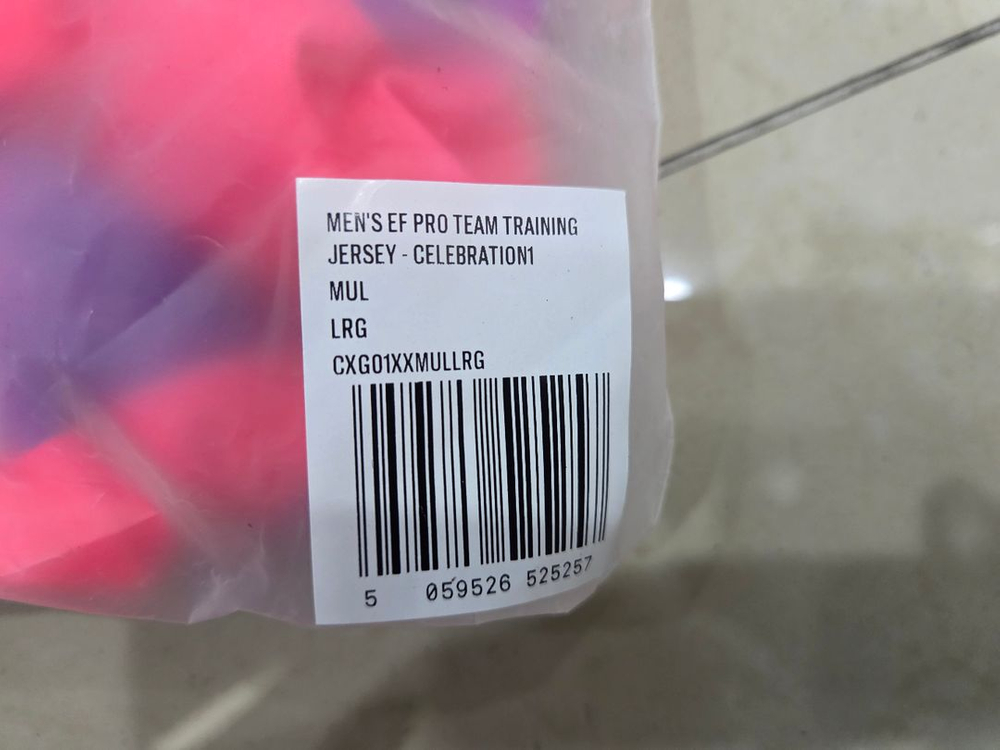 MEN'S EF PRO TEAM TRAINING
JERSEY - CELEBRATION1
MUL
LRG
CXG01XXMULLRG
5 059526 525257